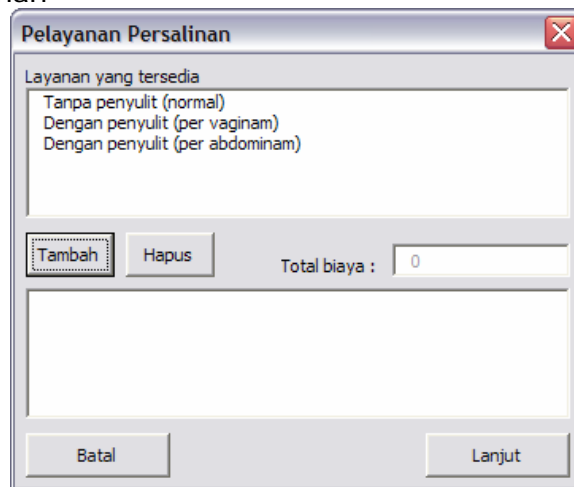 Pelayanan Persalinan
Layanan yang tersedia
Tanpa penyulit (normal)
Dengan penyulit (per vaginam)
Dengan penyulit (per abdominam)
Tambah Hapus Total biaya : 0
Batal Lanjut